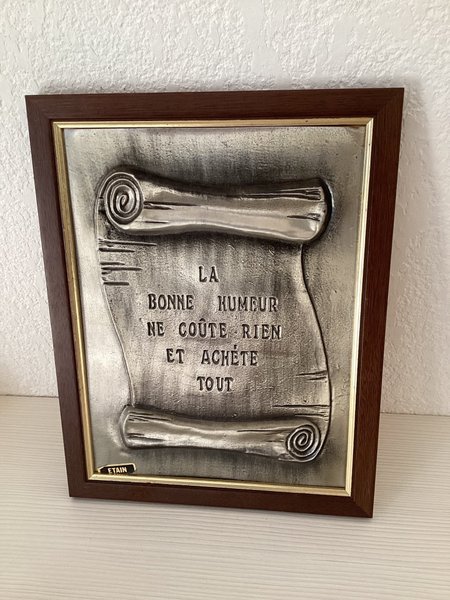 LA
BONNE HUMEUR
NE COÛTE RIEN
ET ACHÉTE
TOUT
ETAIN